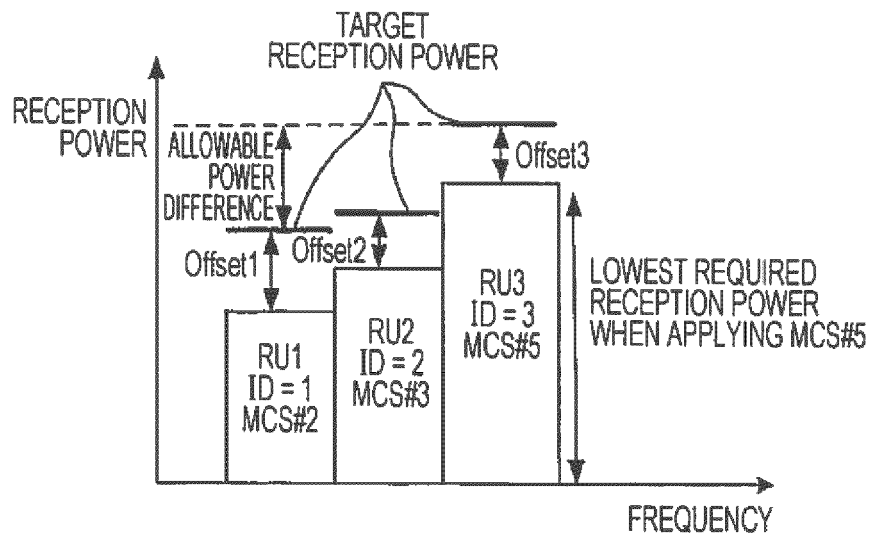 TARGET
RECEPTION POWER
RECEPTION
POWER
ALLOWABLE
POWER
DIFFERENCE
Offset3
Offset1
Offset2
RU1
ID = 1
MCS#2
RU2
ID = 2
MCS#3
RU3
ID = 3
MCS#5
LOWEST REQUIRED
RECEPTION POWER
WHEN APPLYING MCS#5
FREQUENCY